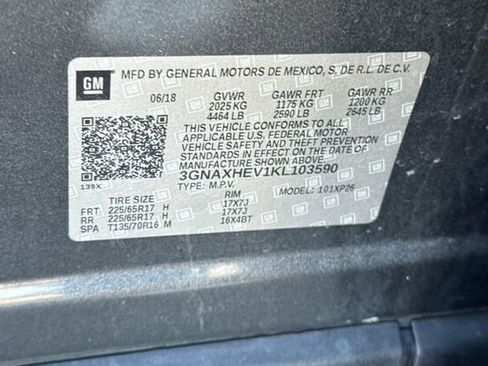 GM
MFD BY GENERAL MOTORS DE MEXICO, S. DE R.L. DE C.V.
06/18 GVWR GAWR FRT GAWR RR
2025 KG 1175 KG 1200 KG
4464 LB 2590 LB 2645 LB
THIS VEHICLE CONFORMS TO ALL
APPLICABLE U.S. FEDERAL MOTOR
VEHICLE SAFETY AND THEFT PREVENTION
STANDARDS IN EFFECT ON THE DATE OF
MANUFACTURE SHOWN ABOVE.
3GNAXHEV1KL103590
TYPE: M.P.V. MODEL: 101XP26
139X
TIRE SIZE RIM
FRT 225/65R17 H 17X7J
RR 225/65R17 H 17X7J
SPA T135/70R16 M 16X4BT